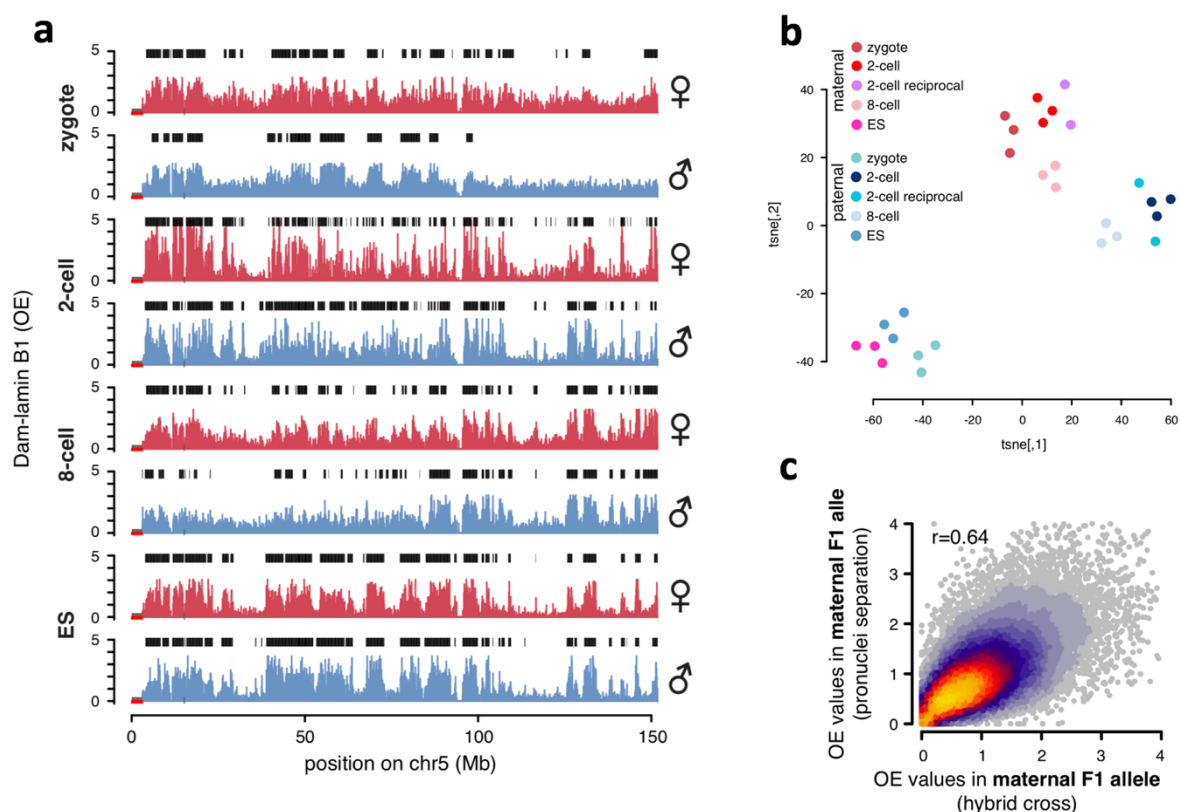 a
Dam-lamin B1 (OE)
zygote
5
0
♀
5
0
♂
2-cell
5
0
♀
5
0
♂
8-cell
5
0
♀
5
0
♂
ES
5
0
♀
5
0
♂
0 50 100 150
position on chr5 (Mb)
b
maternal
zygote
2-cell
2-cell reciprocal
8-cell
ES
paternal
zygote
2-cell
2-cell reciprocal
8-cell
ES
tsne[,2]
40
20
0
-20
-40
-60 -40 -20 0 20 40 60
tsne[,1]
c
OE values in maternal F1 alle
(pronuclei separation)
r=0.64
4
3
2
1
0
0 1 2 3 4
OE values in maternal F1 allele
(hybrid cross)